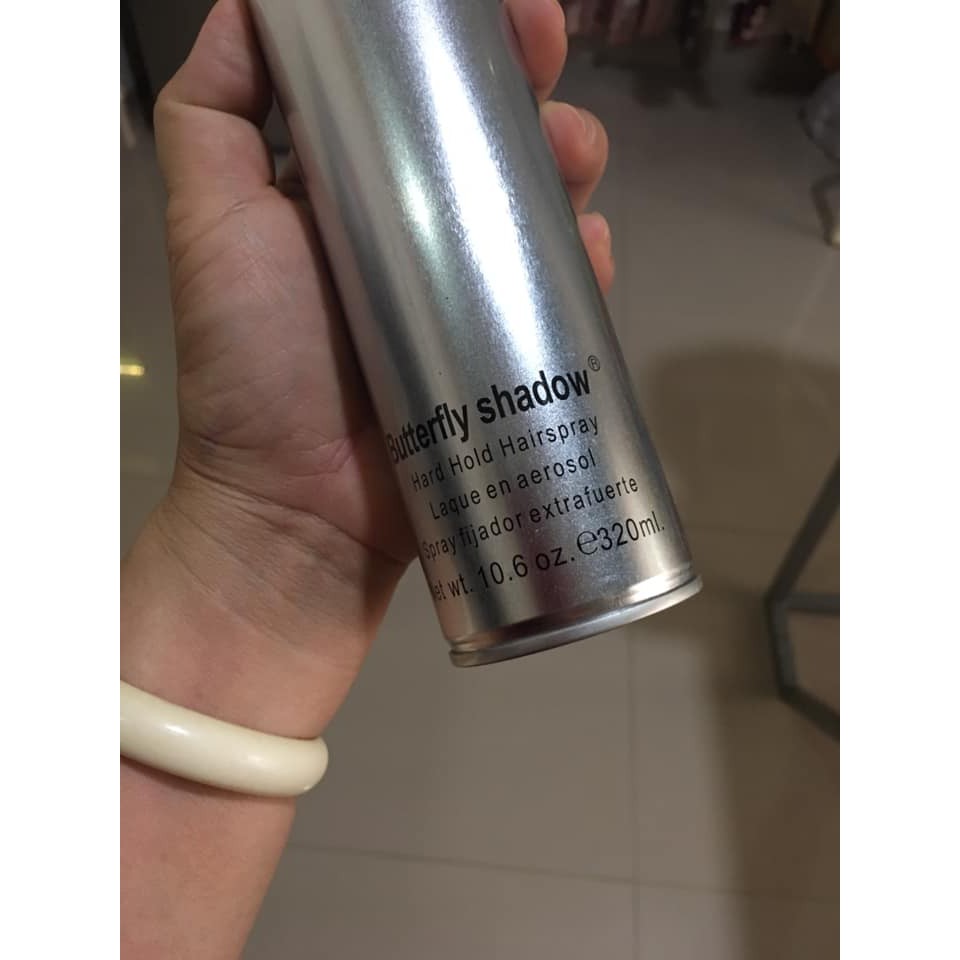 Butterfly shadow®
Hard Hold Hairspray
Laque en aerosol
Spray fijador extrafuerte
et wt. 10.6 oz. ℮320ml.